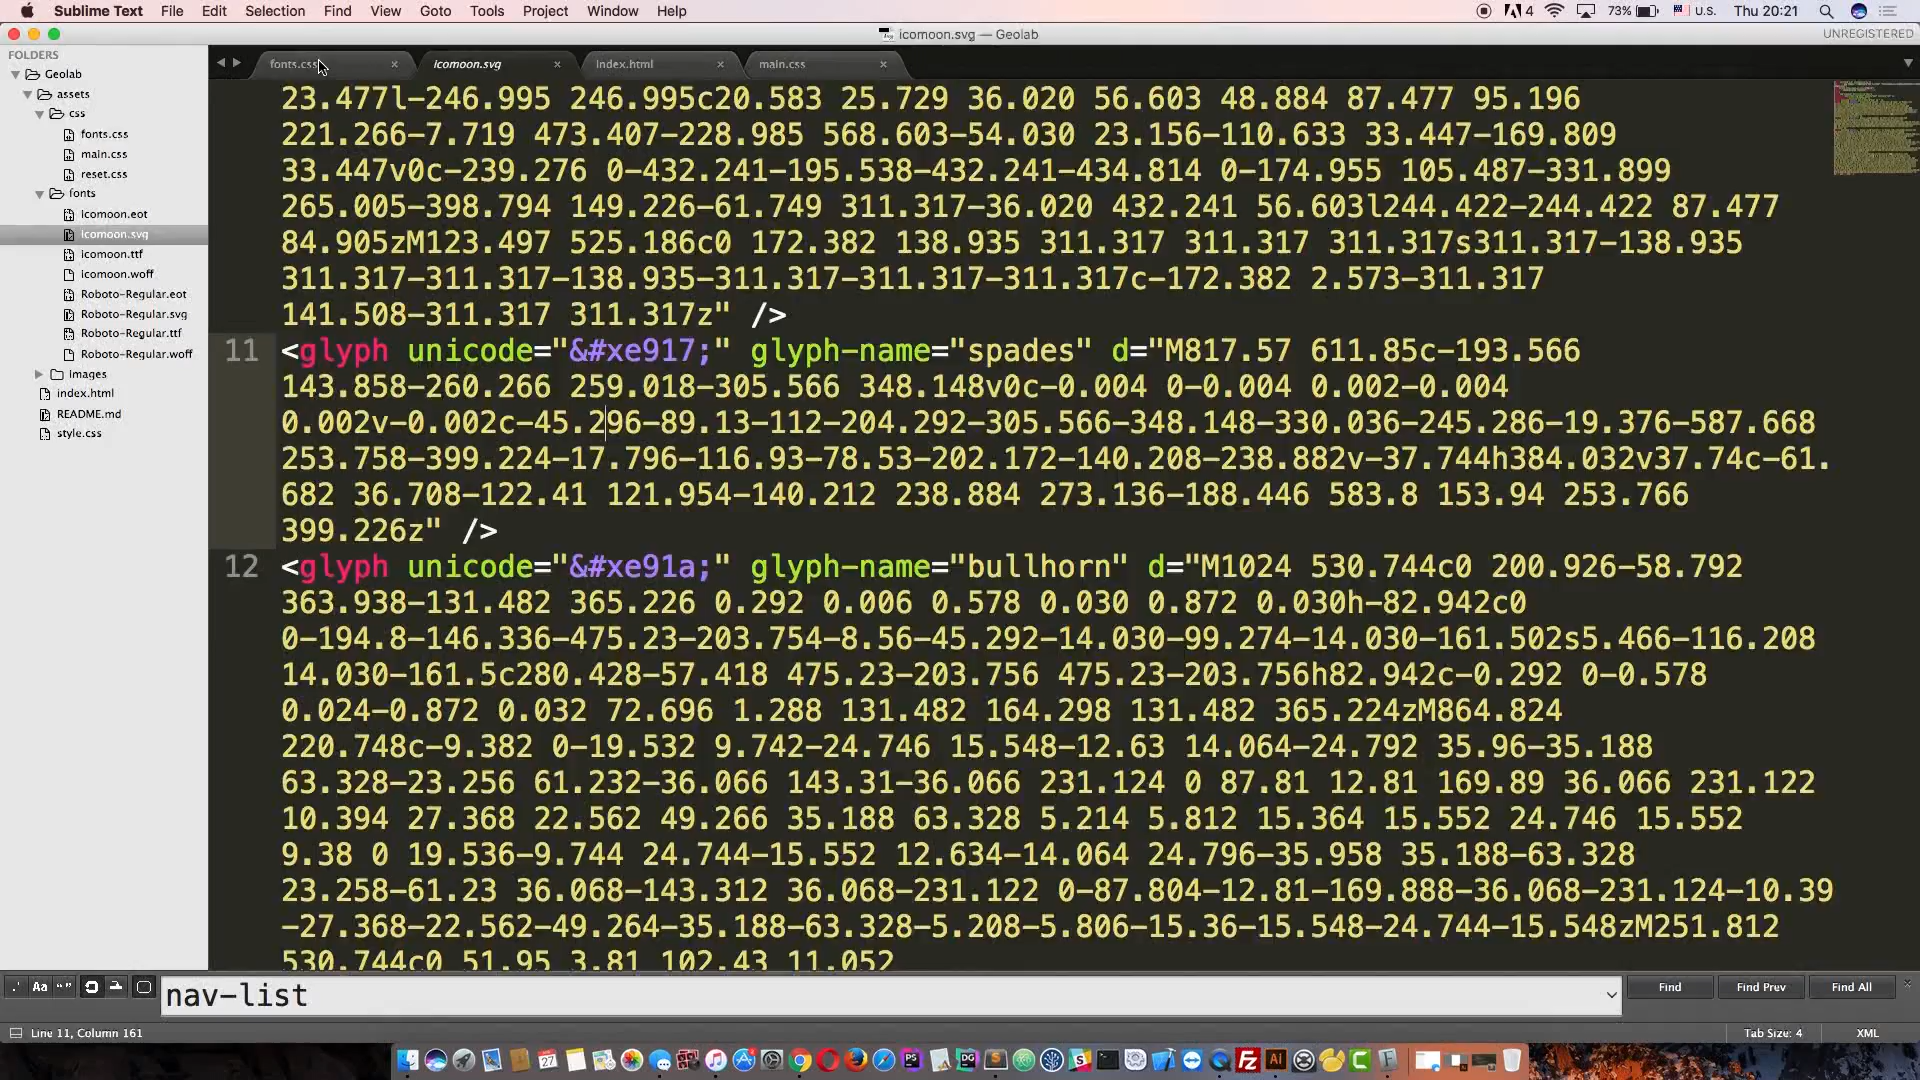 Sublime Text File Edit Selection Find View Goto Tools Project Window Help 4 73% U.S. Thu 20:21
icomoon.svg — Geolab UNREGISTERED
FOLDERS
Geolab
assets
css
fonts.css
main.css
reset.css
fonts
icomoon.eot
icomoon.svg
icomoon.ttf
icomoon.woff
Roboto-Regular.eot
Roboto-Regular.svg
Roboto-Regular.ttf
Roboto-Regular.woff
images
index.html
README.md
style.css
fonts.css × icomoon.svg × index.html × main.css ×
23.477l-246.995 246.995c20.583 25.729 36.020 56.603 48.884 87.477 95.196
221.266-7.719 473.407-228.985 568.603-54.030 23.156-110.633 33.447-169.809
33.447v0c-239.276 0-432.241-195.538-432.241-434.814 0-174.955 105.487-331.899
265.005-398.794 149.226-61.749 311.317-36.020 432.241 56.603l244.422-244.422 87.477
84.905zM123.497 525.186c0 172.382 138.935 311.317 311.317 311.317s311.317-138.935
311.317-311.317-138.935-311.317-311.317-311.317c-172.382 2.573-311.317
141.508-311.317 311.317z" />
11 <glyph unicode="&#xe917;" glyph-name="spades" d="M817.57 611.85c-193.566
143.858-260.266 259.018-305.566 348.148v0c-0.004 0-0.004 0.002-0.004
0.002v-0.002c-45.296-89.13-112-204.292-305.566-348.148-330.036-245.286-19.376-587.668
253.758-399.224-17.796-116.93-78.53-202.172-140.208-238.882v-37.744h384.032v37.74c-61.
682 36.708-122.41 121.954-140.212 238.884 273.136-188.446 583.8 153.94 253.766
399.226z" />
12 <glyph unicode="&#xe91a;" glyph-name="bullhorn" d="M1024 530.744c0 200.926-58.792
363.938-131.482 365.226 0.292 0.006 0.578 0.030 0.872 0.030h-82.942c0
0-194.8-146.336-475.23-203.754-8.56-45.292-14.030-99.274-14.030-161.502s5.466-116.208
14.030-161.5c280.428-57.418 475.23-203.756 475.23-203.756h82.942c-0.292 0-0.578
0.024-0.872 0.032 72.696 1.288 131.482 164.298 131.482 365.224zM864.824
220.748c-9.382 0-19.532 9.742-24.746 15.548-12.63 14.064-24.792 35.96-35.188
63.328-23.256 61.232-36.066 143.31-36.066 231.124 0 87.81 12.81 169.89 36.066 231.122
10.394 27.368 22.562 49.266 35.188 63.328 5.214 5.812 15.364 15.552 24.746 15.552
9.38 0 19.536-9.744 24.744-15.552 12.634-14.064 24.796-35.958 35.188-63.328
23.258-61.23 36.068-143.312 36.068-231.122 0-87.804-12.81-169.888-36.068-231.124-10.39
-27.368-22.562-49.264-35.188-63.328-5.208-5.806-15.36-15.548-24.744-15.548zM251.812
530.744c0 51.95 3.81 102.43 11.052
.* Aa “” nav-list Find Find Prev Find All ×
Line 11, Column 161 Tab Size: 4 XML